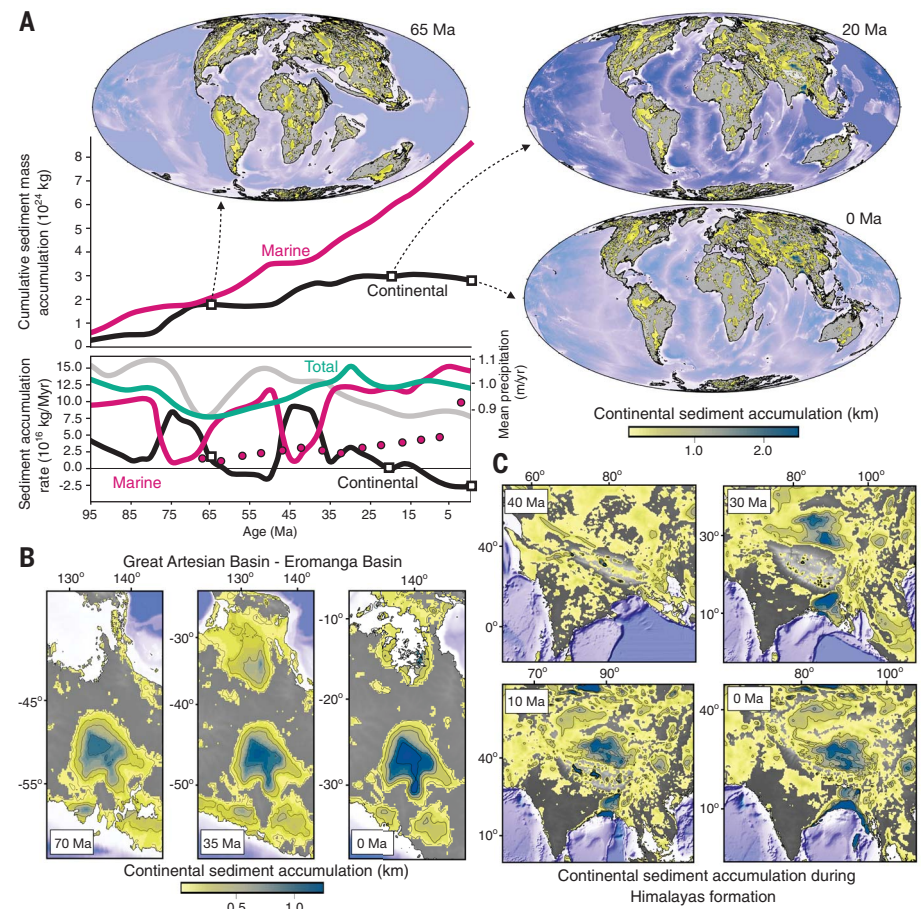 A
65 Ma
20 Ma
0 Ma
Cumulative sediment mass
accumulation (10²⁴ kg)
8
7
6
5
4
3
2
1
0
Marine
Continental
Sediment accumulation
rate (10¹⁶ kg/Myr)
15.0
12.5
10.0
7.5
5.0
2.5
0.0
-2.5
Total
Marine
Continental
1.1
1.0
0.9
Mean precipitation
(m/yr)
95 85 75 65 55 45 35 25 15 5
Age (Ma)
Continental sediment accumulation (km)
1.0 2.0
B
Great Artesian Basin - Eromanga Basin
130° 140°
-45°
-55°
70 Ma
130° 140°
-30°
-40°
-50°
35 Ma
140°
-10°
-20°
-30°
0 Ma
Continental sediment accumulation (km)
0.5 1.0
C
60° 80°
40 Ma
40°
0°
80° 100°
30 Ma
30°
10°
70° 90°
10 Ma
40°
10°
80° 100°
0 Ma
40°
10°
Continental sediment accumulation during
Himalayas formation